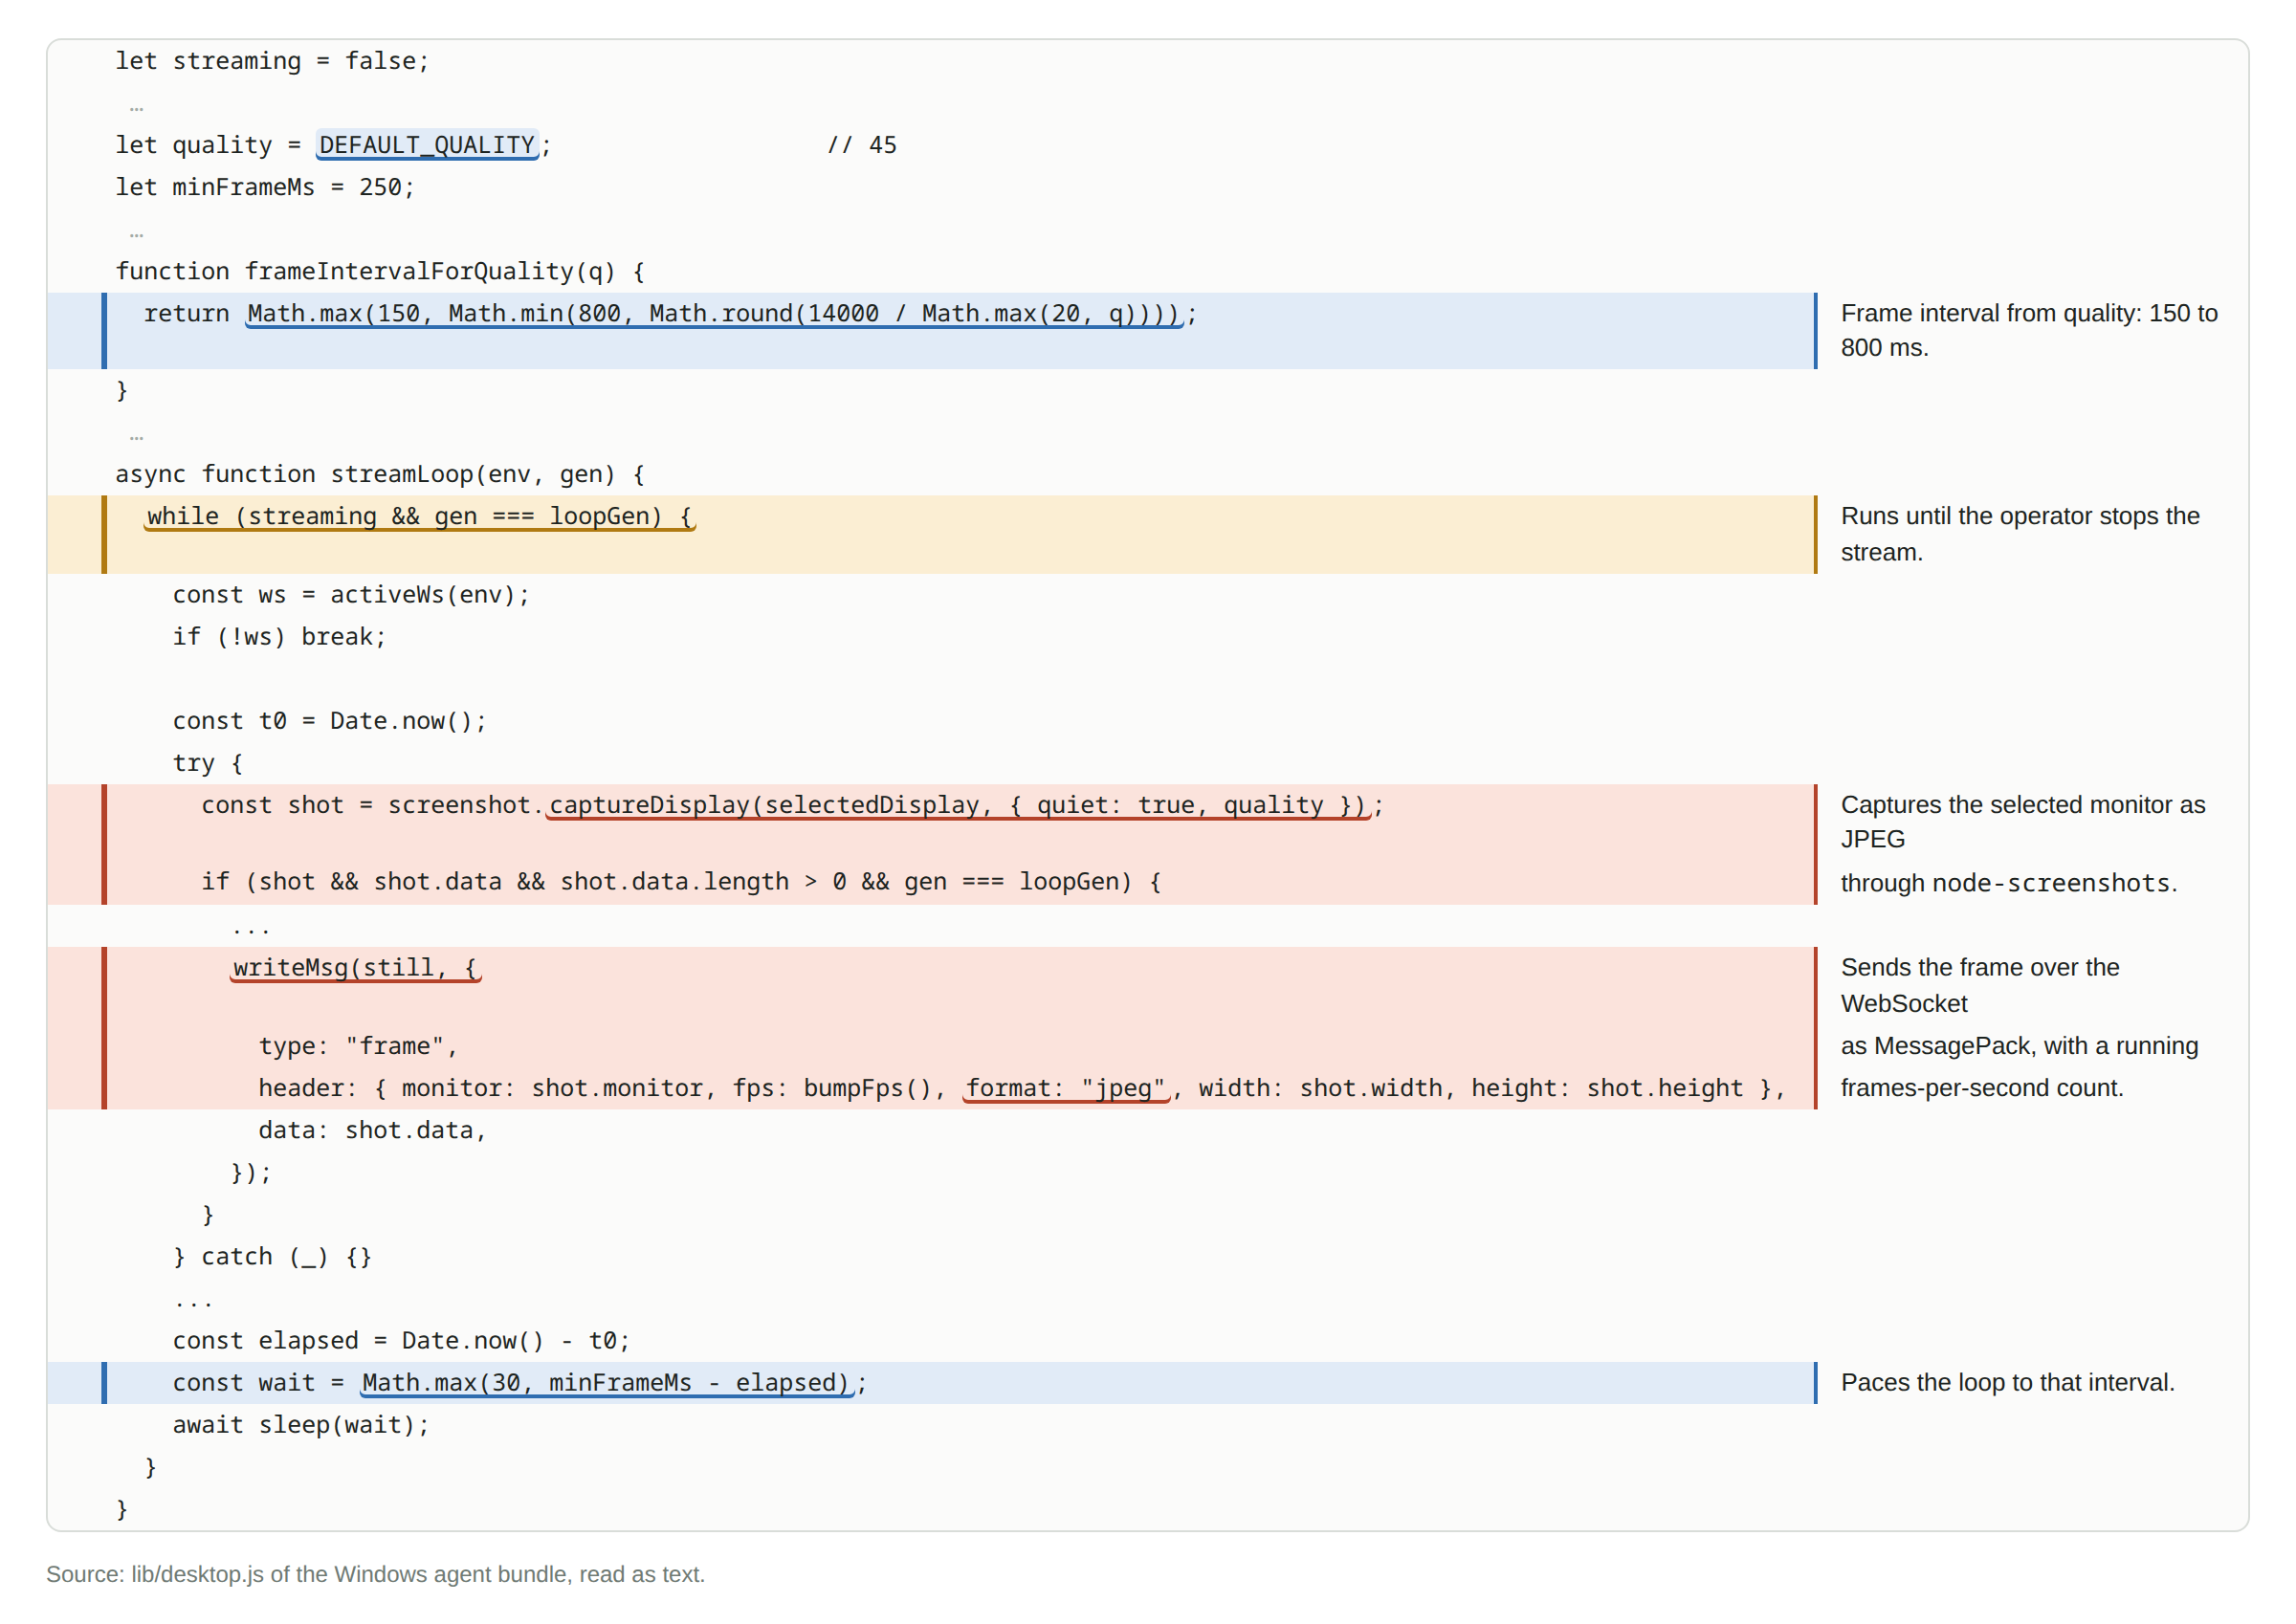 let streaming = false;
…
let quality = DEFAULT_QUALITY; // 45
let minFrameMs = 250;
…
function frameIntervalForQuality(q) {
return Math.max(150, Math.min(800, Math.round(14000 / Math.max(20, q))));
Frame interval from quality: 150 to
800 ms.
}
…
async function streamLoop(env, gen) {
while (streaming && gen === loopGen) {
Runs until the operator stops the
stream.
const ws = activeWs(env);
if (!ws) break;
const t0 = Date.now();
try {
const shot = screenshot.captureDisplay(selectedDisplay, { quiet: true, quality });
Captures the selected monitor as
JPEG
if (shot && shot.data && shot.data.length > 0 && gen === loopGen) {
through node-screenshots.
...
writeMsg(still, {
Sends the frame over the
WebSocket
type: "frame",
as MessagePack, with a running
header: { monitor: shot.monitor, fps: bumpFps(), format: "jpeg", width: shot.width, height: shot.height },
frames-per-second count.
data: shot.data,
});
}
} catch (_) {}
...
const elapsed = Date.now() - t0;
const wait = Math.max(30, minFrameMs - elapsed);
Paces the loop to that interval.
await sleep(wait);
}
}
Source: lib/desktop.js of the Windows agent bundle, read as text.